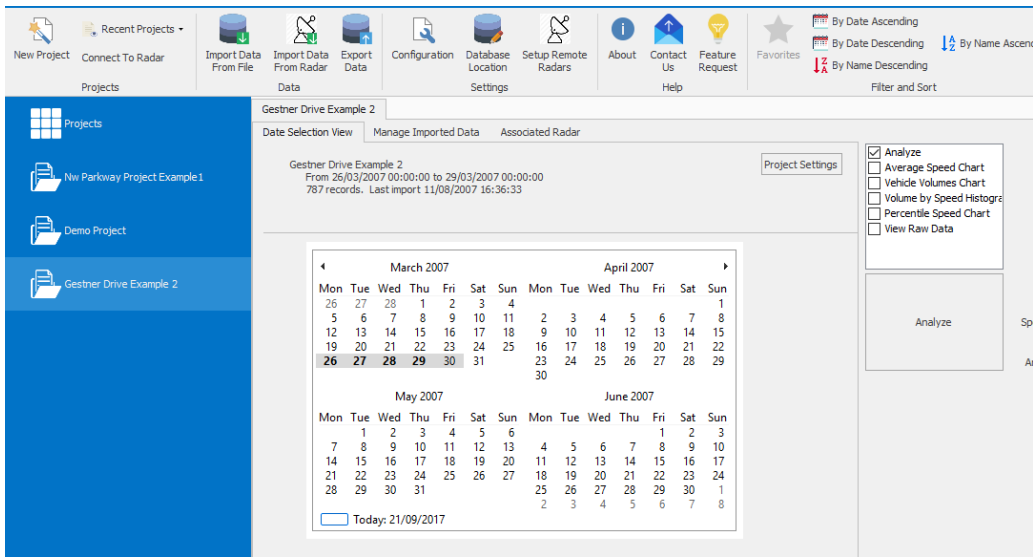 New Project
Recent Projects
Connect To Radar
Projects
Import Data From File
Import Data From Radar
Export Data
Data
Configuration
Database Location
Setup Remote Radars
Settings
About
Contact Us
Feature Request
Help
Favorites
By Date Ascending
By Date Descending
By Name Descending
By Name Ascend
Filter and Sort
Projects
Nw Parkway Project Example1
Demo Project
Gestner Drive Example 2
Gestner Drive Example 2
Date Selection View Manage Imported Data Associated Radar
Gestner Drive Example 2
From 26/03/2007 00:00:00 to 29/03/2007 00:00:00
787 records. Last import 11/08/2007 16:36:33
Project Settings
March 2007 April 2007
Mon Tue Wed Thu Fri Sat Sun Mon Tue Wed Thu Fri Sat Sun
26 27 28 1 2 3 4 1
5 6 7 8 9 10 11 2 3 4 5 6 7 8
12 13 14 15 16 17 18 9 10 11 12 13 14 15
19 20 21 22 23 24 25 16 17 18 19 20 21 22
26 27 28 29 30 31 23 24 25 26 27 28 29
30
May 2007 June 2007
Mon Tue Wed Thu Fri Sat Sun Mon Tue Wed Thu Fri Sat Sun
1 2 3 4 5 6 1 2 3
7 8 9 10 11 12 13 4 5 6 7 8 9 10
14 15 16 17 18 19 20 11 12 13 14 15 16 17
21 22 23 24 25 26 27 18 19 20 21 22 23 24
28 29 30 31 25 26 27 28 29 30 1
2 3 4 5 6 7 8
Today: 21/09/2017
Analyze
Average Speed Chart
Vehicle Volumes Chart
Volume by Speed Histogra
Percentile Speed Chart
View Raw Data
Analyze
Sp